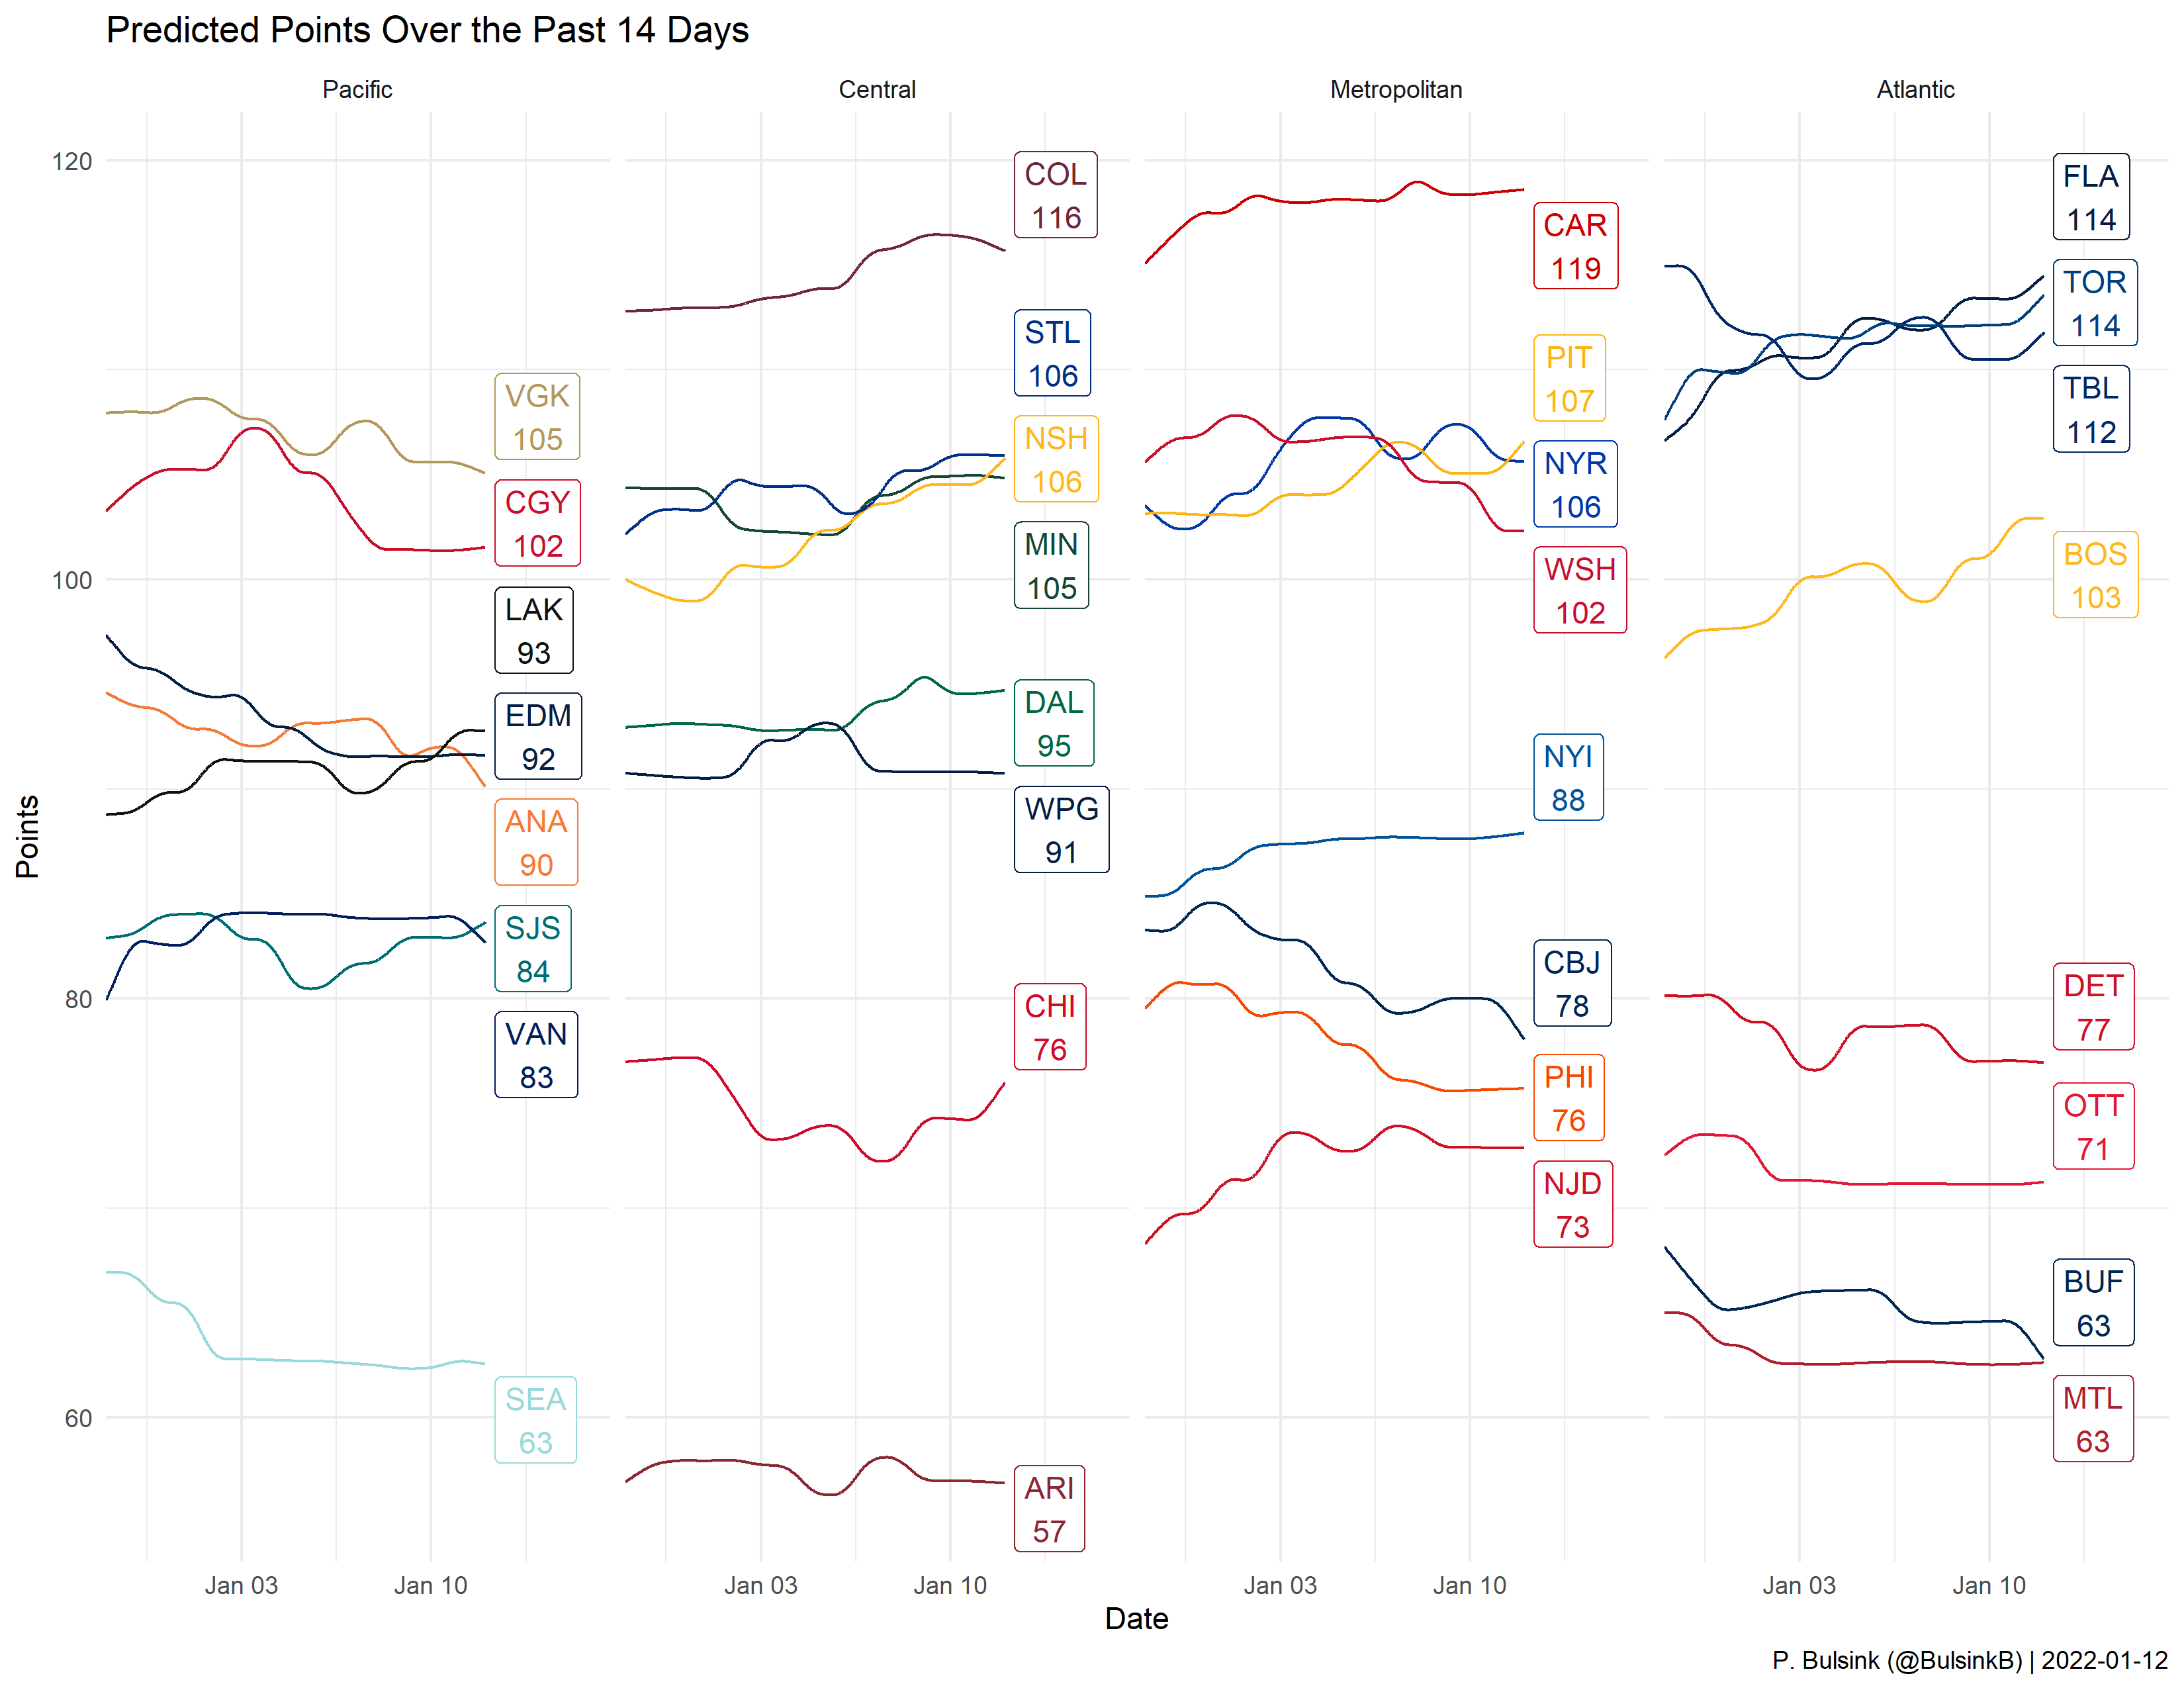 Predicted Points Over the Past 14 Days
Pacific
Central
Metropolitan
Atlantic
Points
120
100
80
60
VGK
105
CGY
102
LAK
93
EDM
92
ANA
90
SJS
84
VAN
83
SEA
63
COL
116
STL
106
NSH
106
MIN
105
DAL
95
WPG
91
CHI
76
ARI
57
CAR
119
PIT
107
NYR
106
WSH
102
NYI
88
CBJ
78
PHI
76
NJD
73
FLA
114
TOR
114
TBL
112
BOS
103
DET
77
OTT
71
BUF
63
MTL
63
Jan 03
Jan 10
Jan 03
Jan 10
Jan 03
Jan 10
Jan 03
Jan 10
Date
P. Bulsink (@BulsinkB) | 2022-01-12